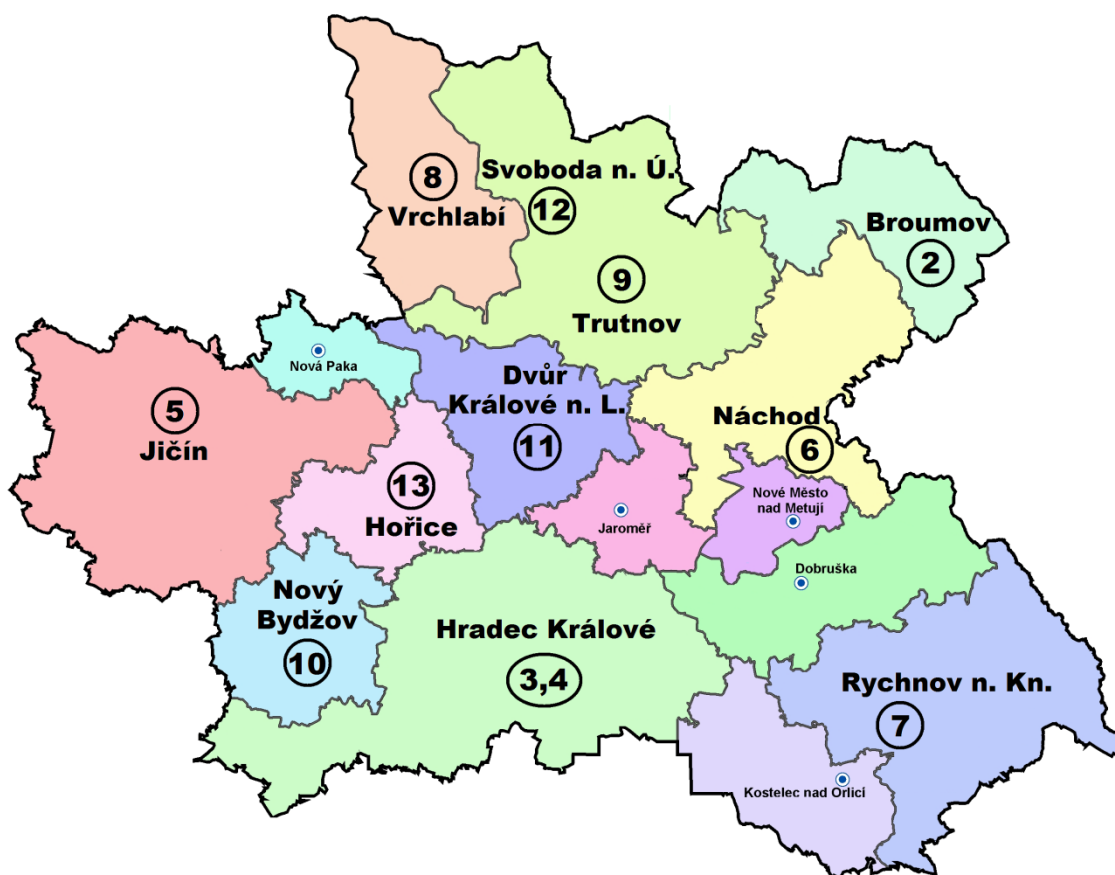 8
Vrchlabí
Svoboda n. Ú.
12
Broumov
2
9
Trutnov
Nová Paka
5
Jičín
Dvůr
Králové n. L.
11
Náchod
6
13
Hořice
Jaroměř
Nové Město
nad Metují
Dobruška
Nový
Bydžov
10
Hradec Králové
3,4
Rychnov n. Kn.
7
Kostelec nad Orlicí